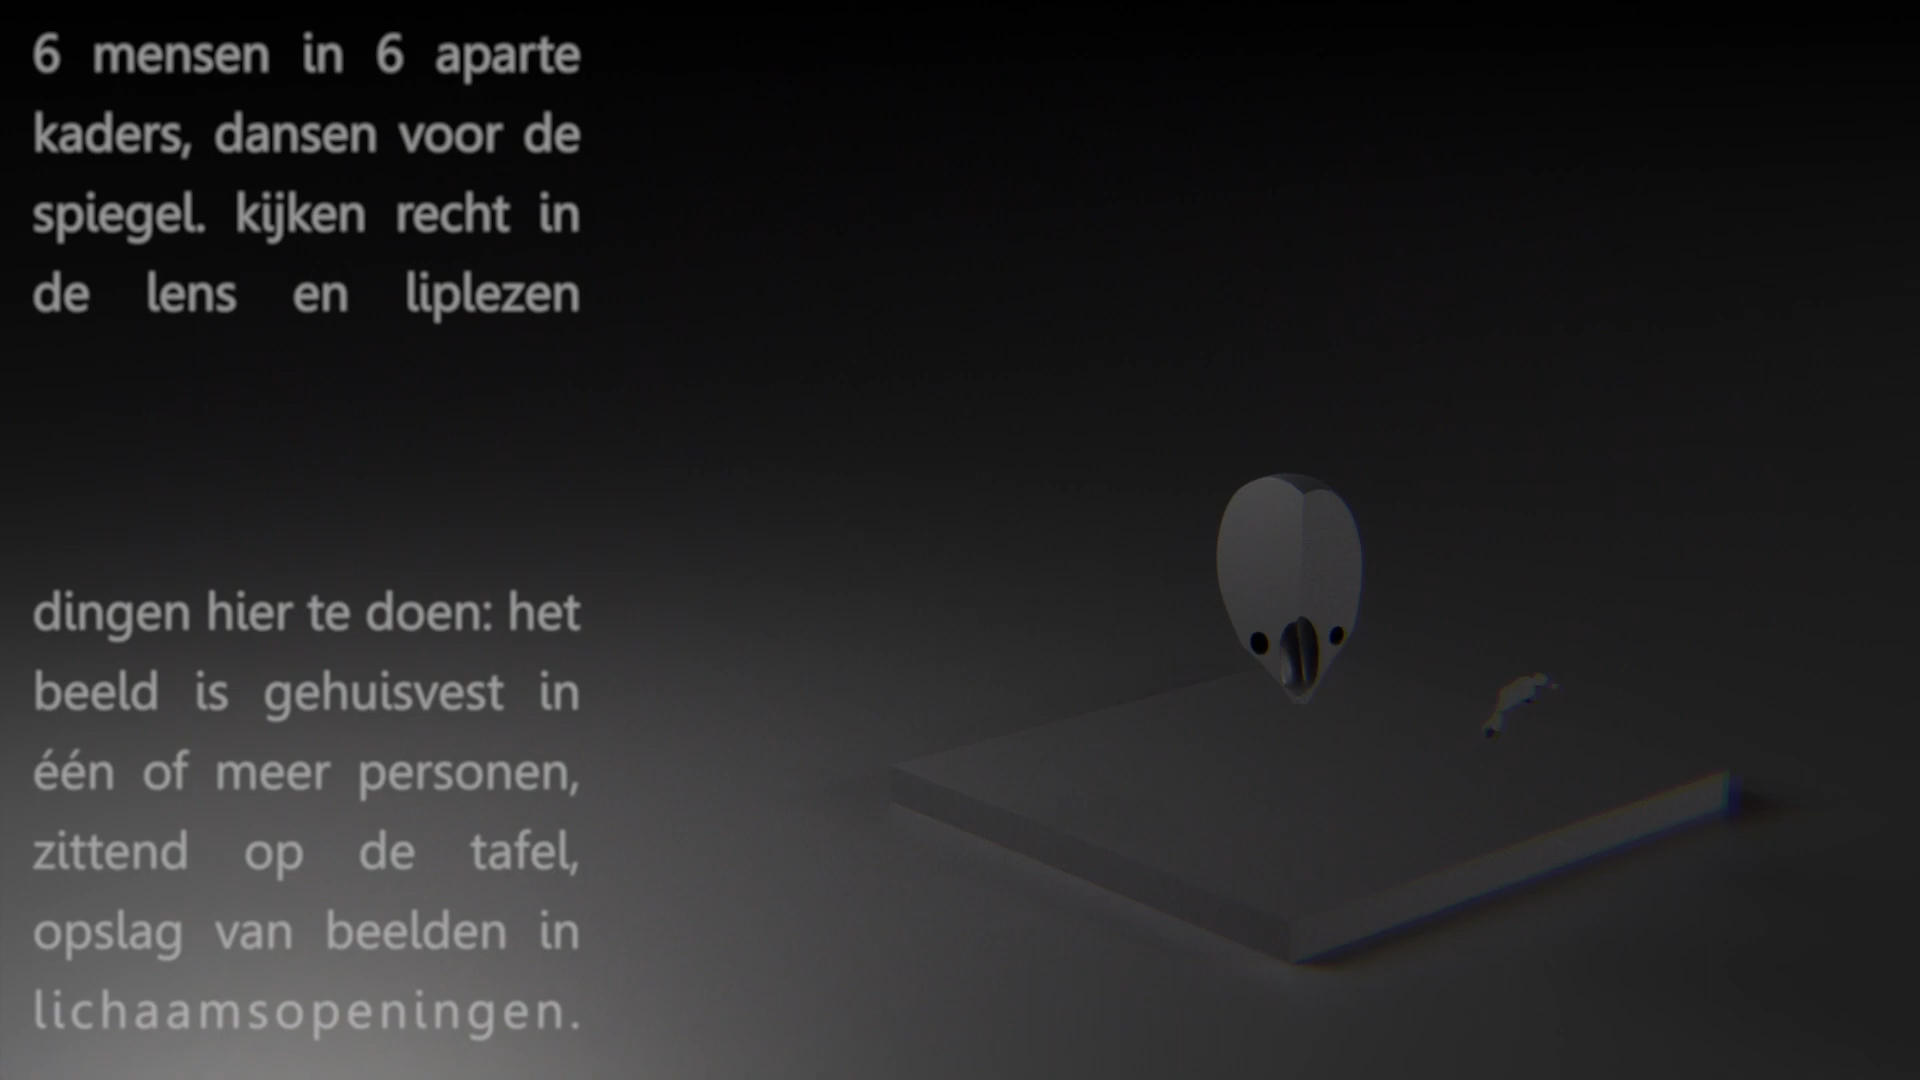 6 mensen in 6 aparte
kaders, dansen voor de
spiegel. kijken recht in
de lens en liplezen
dingen hier te doen: het
beeld is gehuisvest in
één of meer personen,
zittend op de tafel,
opslag van beelden in
lichaamsopeningen.